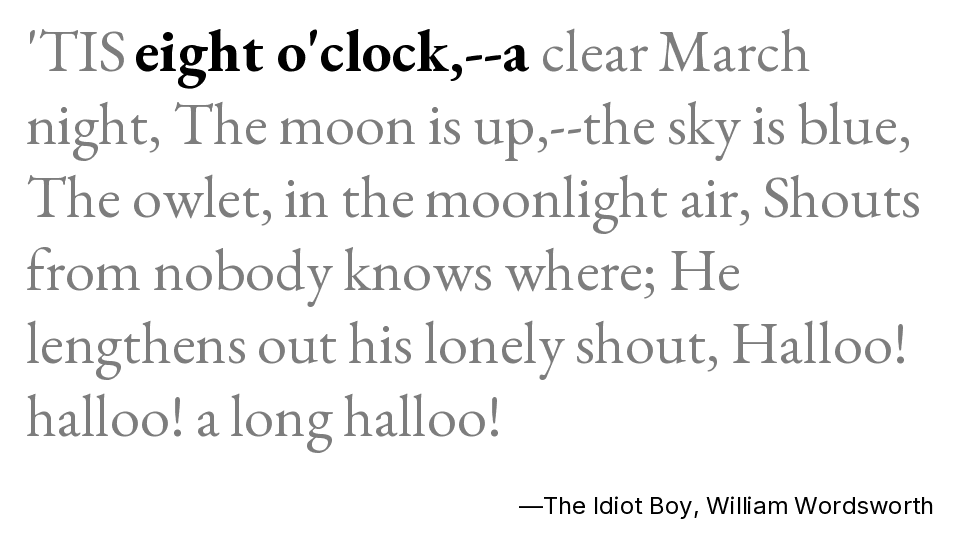 'TIS eight o'clock,--a clear March
night, The moon is up,--the sky is blue,
The owlet, in the moonlight air, Shouts
from nobody knows where; He
lengthens out his lonely shout, Halloo!
halloo! a long halloo!
—The Idiot Boy, William Wordsworth